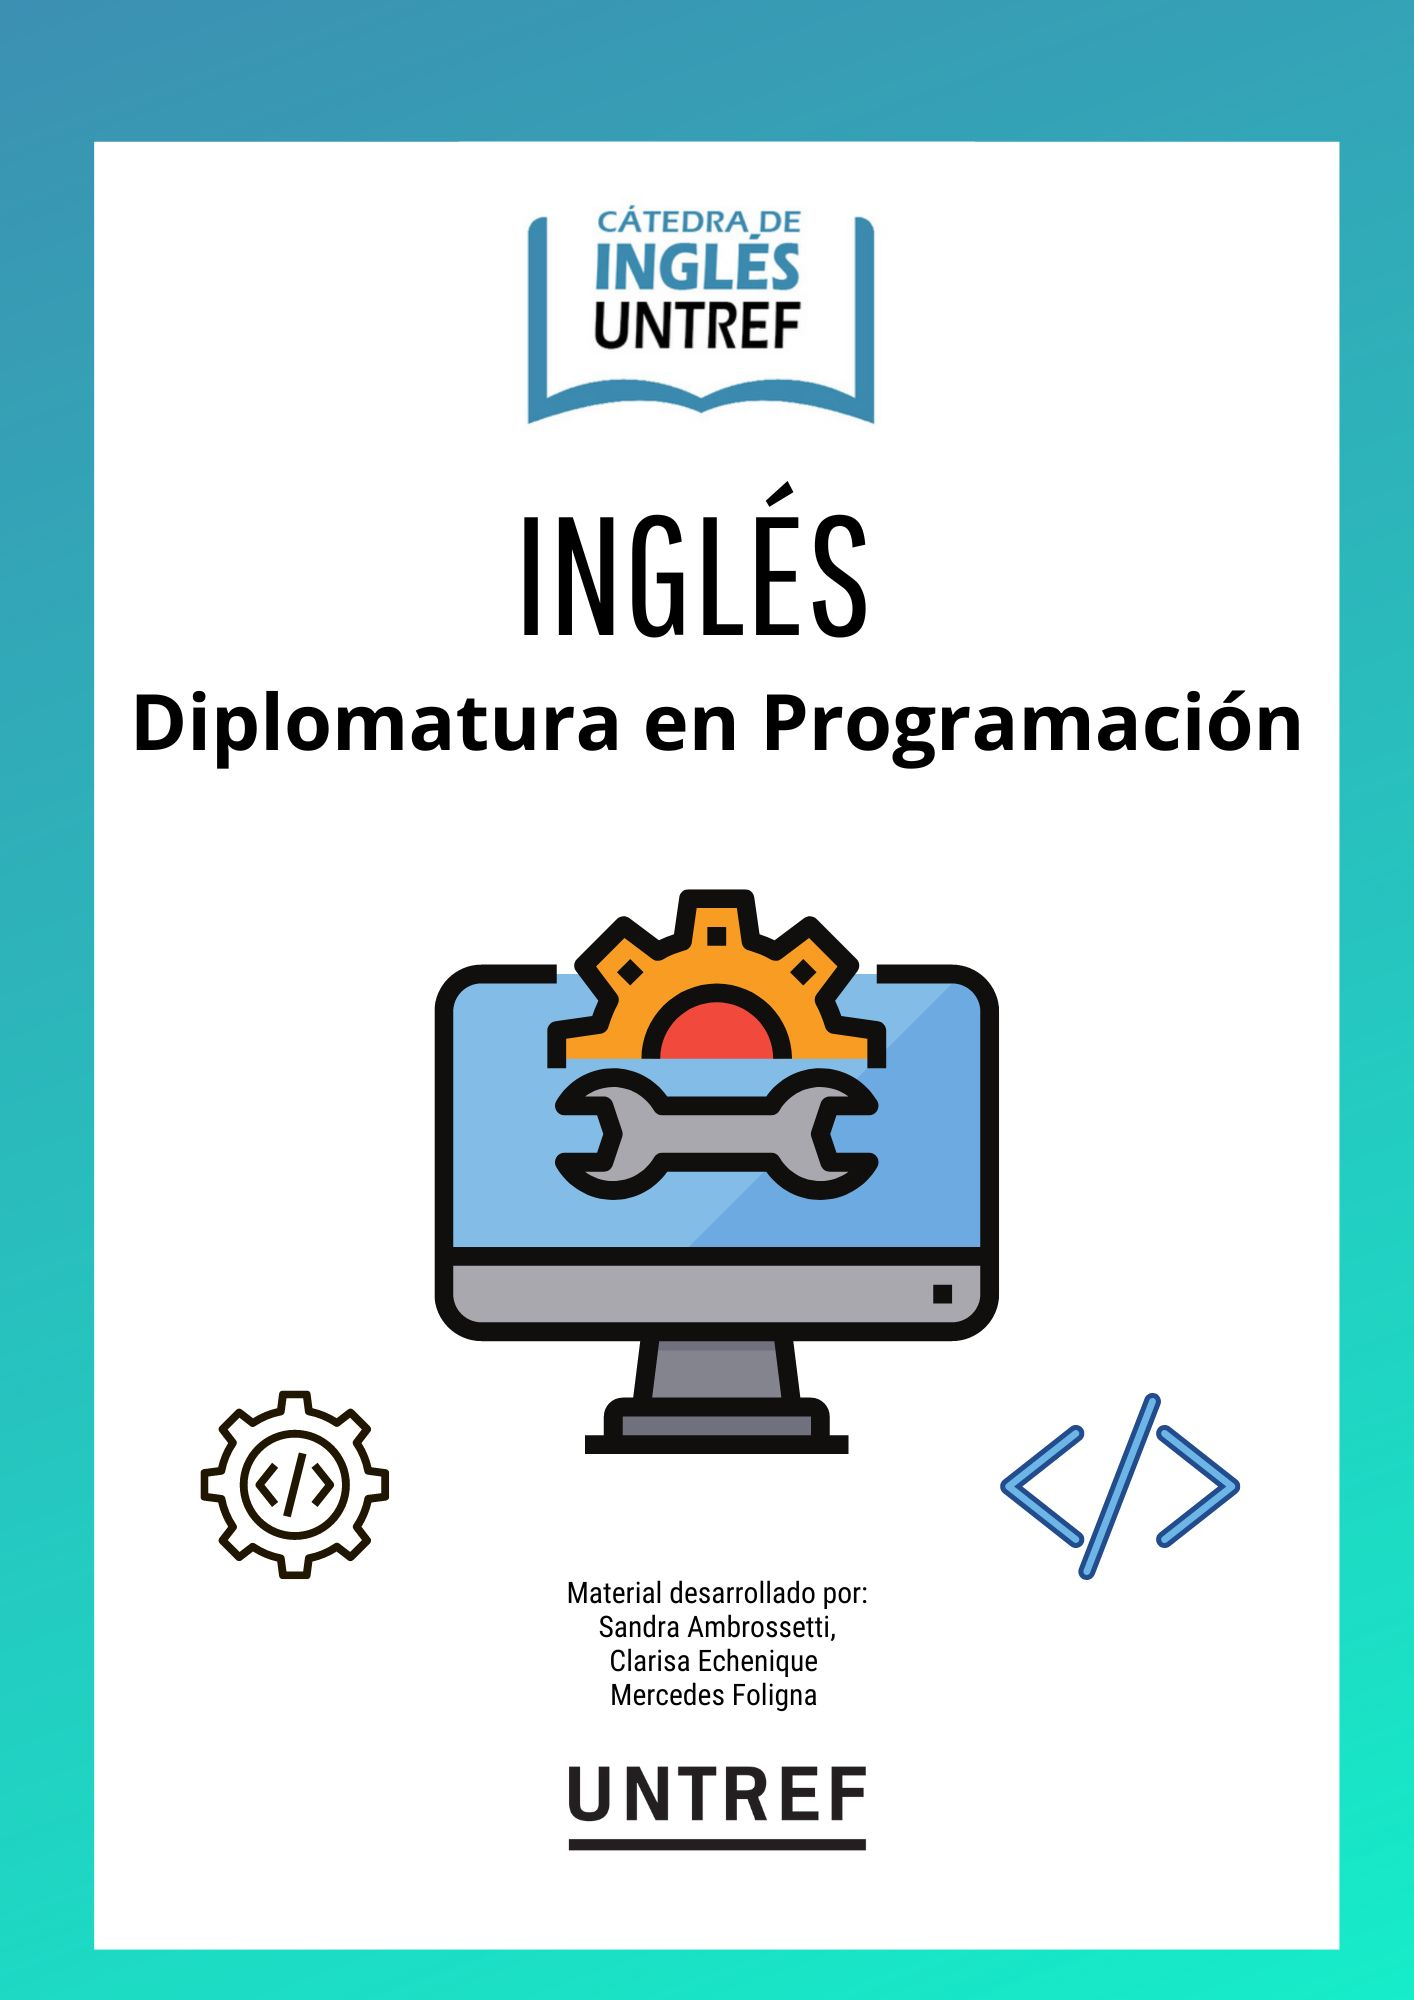 CÁTEDRA DE
INGLÉS
UNTREF
INGLÉS
Diplomatura en Programación
</>
</>
Material desarrollado por:
Sandra Ambrossetti,
Clarisa Echenique
Mercedes Foligna
UNTREF